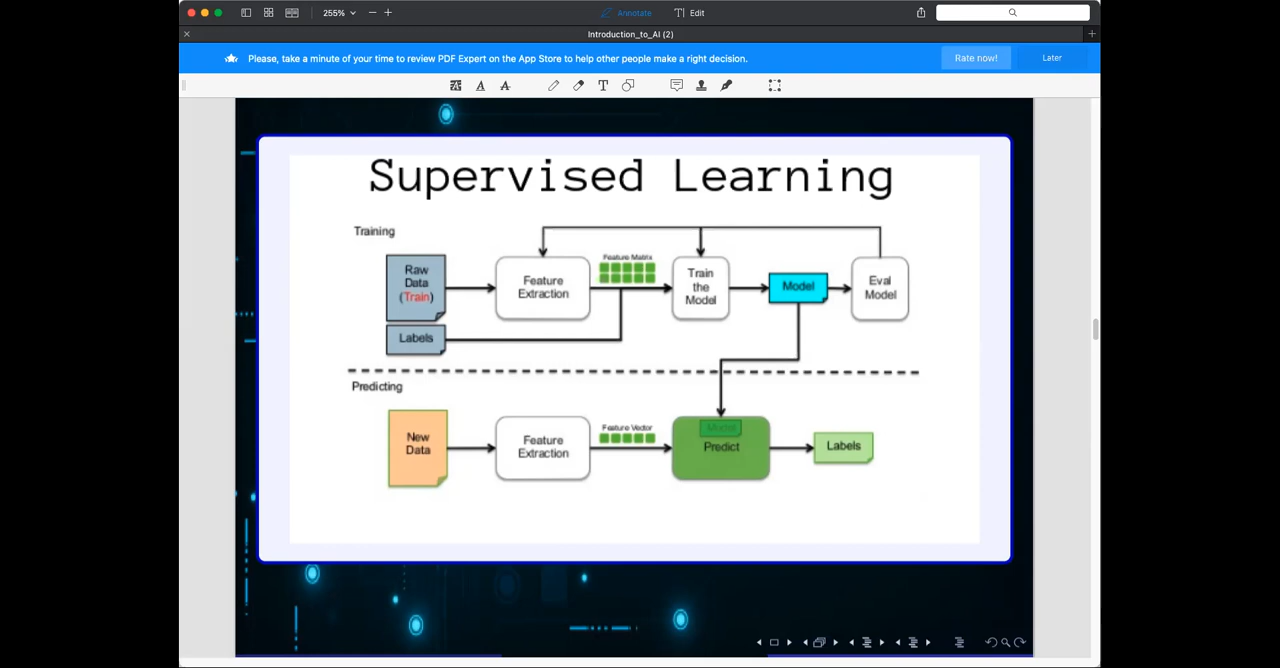 255%
Annotate
Edit
Introduction_to_AI (2)
Please, take a minute of your time to review PDF Expert on the App Store to help other people make a right decision.
Rate now!
Later
Supervised Learning
Training
Raw
Data
(Train)
Labels
Feature
Extraction
Feature Matrix
Train
the
Model
Model
Eval
Model
Predicting
New
Data
Feature
Extraction
Feature Vector
Model
Predict
Labels